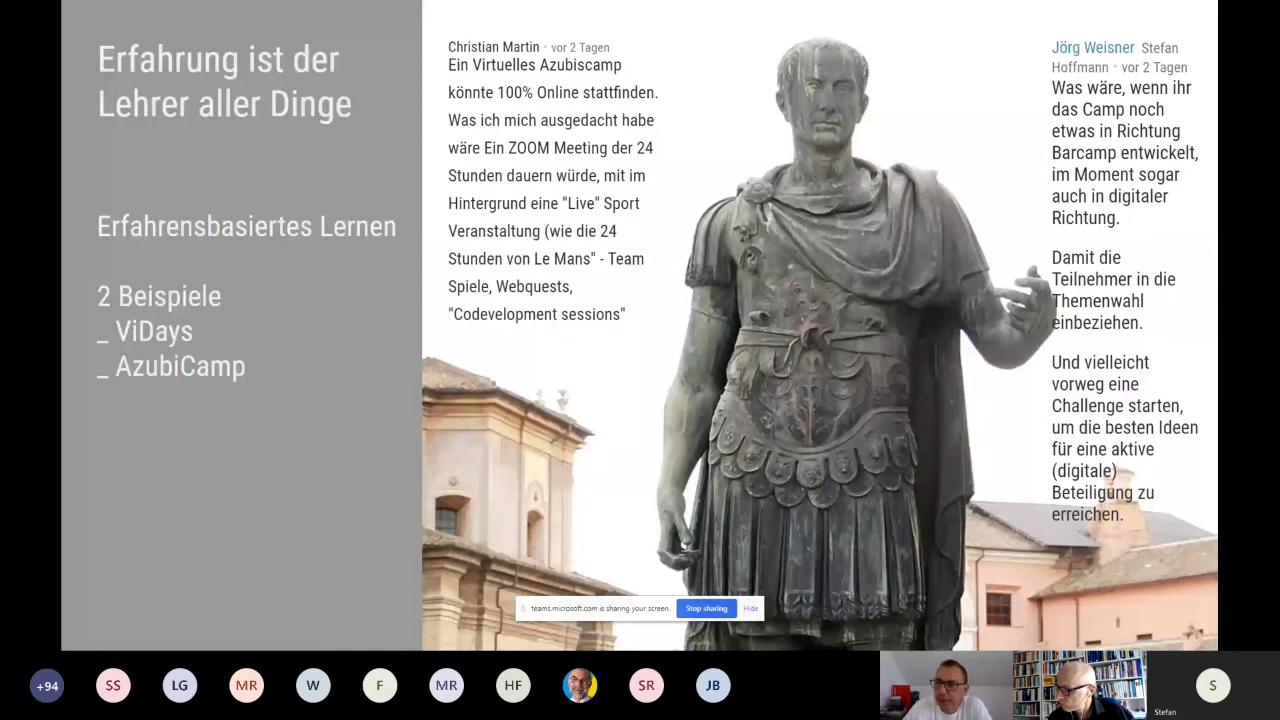 Erfahrung ist der
Lehrer aller Dinge
Erfahrensbasiertes Lernen
2 Beispiele
_ ViDays
_ AzubiCamp
Christian Martin • vor 2 Tagen
Ein Virtuelles Azubiscamp
könnte 100% Online stattfinden.
Was ich mich ausgedacht habe
wäre Ein ZOOM Meeting der 24
Stunden dauern würde, mit im
Hintergrund eine "Live" Sport
Veranstaltung (wie die 24
Stunden von Le Mans" - Team
Spiele, Webquests,
"Codevelopment sessions"
Jörg Weisner Stefan
Hoffmann • vor 2 Tagen
Was wäre, wenn ihr
das Camp noch
etwas in Richtung
Barcamp entwickelt,
im Moment sogar
auch in digitaler
Richtung.
Damit die
Teilnehmer in die
Themenwahl
einbeziehen.
Und vielleicht
vorweg eine
Challenge starten,
um die besten Ideen
für eine aktive
(digitale)
Beteiligung zu
erreichen.
teams.microsoft.com is sharing your screen. Stop sharing Hide
+94 SS LG MR W F MR HF SR JB S
Stefan